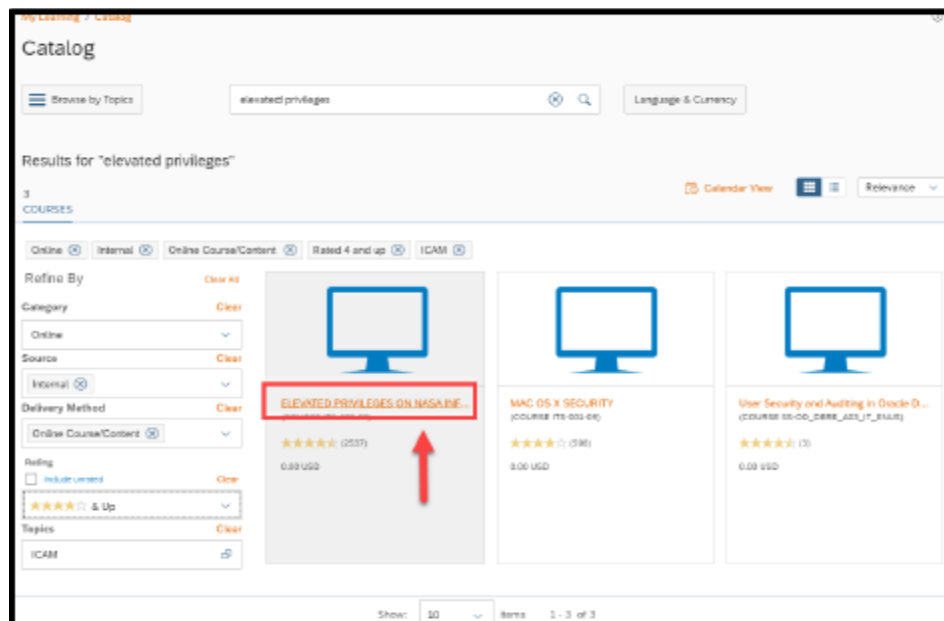 My Learning / Catalog
Catalog
Browse by Topics
elevated privileges
Language & Currency
Results for "elevated privileges"
3
COURSES
Calendar View
Relevance
Online
Internal
Online Course/Content
Rated 4 and up
ICAM
Refine By
Clear All
Category
Clear
Online
Source
Clear
Internal
Delivery Method
Clear
Online Course/Content
Rating
Include unrated
Clear
& Up
Topics
Clear
ICAM
ELEVATED PRIVILEGES ON NASA INF...
(2537)
0.00 USD
MAC OS X SECURITY
(COURSE ITS-001-04)
(598)
0.00 USD
User Security and Auditing in Oracle D...
(3)
0.00 USD
Show: 10 items 1 - 3 of 3